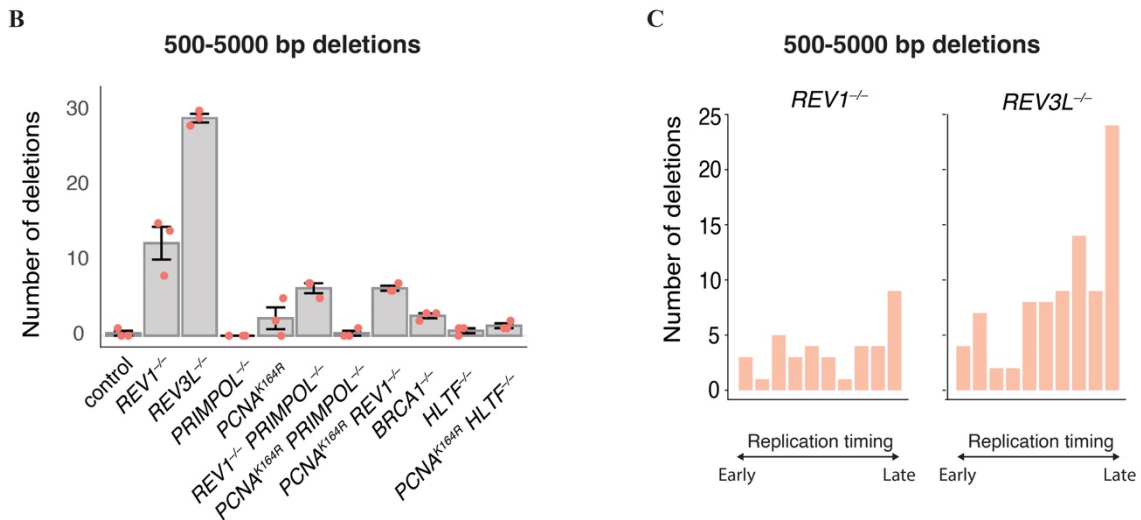 B
500-5000 bp deletions
Number of deletions
30
20
10
0
control
REV1⁻/⁻
REV3L⁻/⁻
PRIMPOL⁻/⁻
PCNAᴷ¹⁶⁴ᴿ
REV1⁻/⁻ PRIMPOL⁻/⁻
PCNAᴷ¹⁶⁴ᴿ PRIMPOL⁻/⁻
PCNAᴷ¹⁶⁴ᴿ REV1⁻/⁻
BRCA1⁻/⁻
HLTF⁻/⁻
PCNAᴷ¹⁶⁴ᴿ HLTF⁻/⁻
C
500-5000 bp deletions
REV1⁻/⁻
REV3L⁻/⁻
Number of deletions
25
20
15
10
5
0
Replication timing
Early
Late
Replication timing
Early
Late